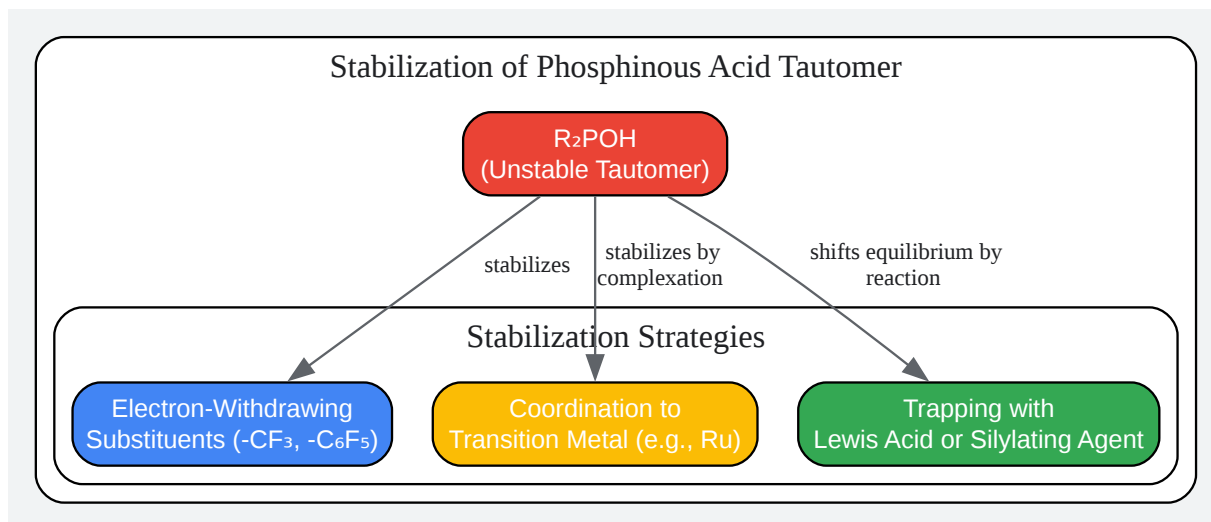 Stabilization of Phosphinous Acid Tautomer
R₂POH
(Unstable Tautomer)
stabilizes
stabilizes by
complexation
shifts equilibrium by
reaction
Stabilization Strategies
Electron-Withdrawing
Substituents (-CF₃, -C₆F₅)
Coordination to
Transition Metal (e.g., Ru)
Trapping with
Lewis Acid or Silylating Agent